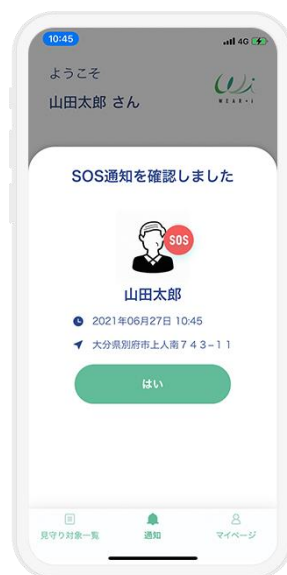 10:45
4G
ようこそ
山田太郎 さん
Wi
WEAR+i
SOS通知を確認しました
SOS
山田太郎
2021年06月27日 10:45
大分県別府市上人南７４３−１１
はい
見守り対象一覧
通知
マイページ